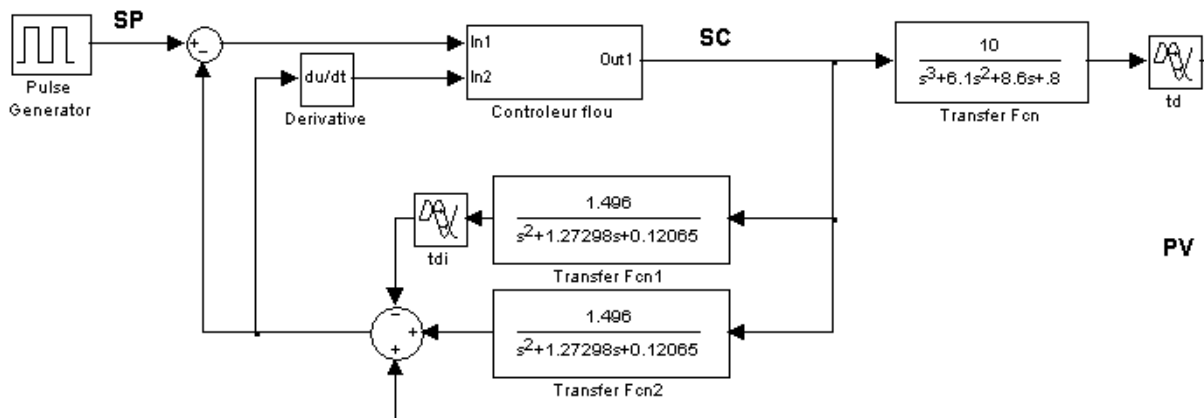 SP
Pulse
Generator
−
du/dt
Derivative
In1
In2
Out1
Controleur flou
SC
10
s³+6.1s²+8.6s+.8
Transfer Fcn
td
tdi
1.496
s²+1.27298s+0.12065
Transfer Fcn1
PV
−
+
+
1.496
s²+1.27298s+0.12065
Transfer Fcn2